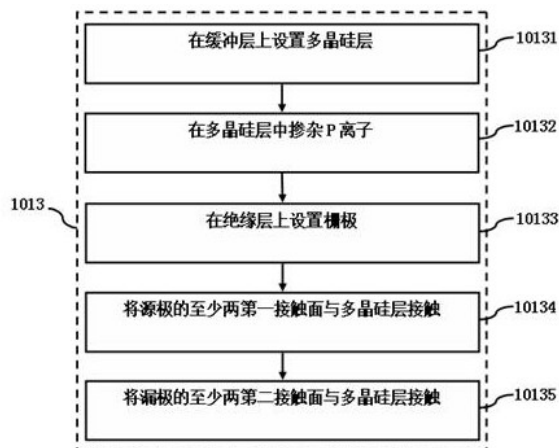 在缓冲层上设置多晶硅层
10131
在多晶硅层中掺杂P离子
10132
1013
在绝缘层上设置栅极
10133
将源极的至少两第一接触面与多晶硅层接触
10134
将漏极的至少两第二接触面与多晶硅层接触
10135